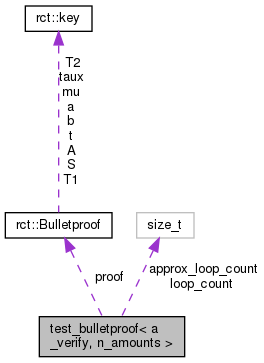 rct::key
T2
taux
mu
a
b
t
A
S
T1
rct::Bulletproof
size_t
proof
approx_loop_count
loop_count
test_bulletproof< a
_verify, n_amounts >